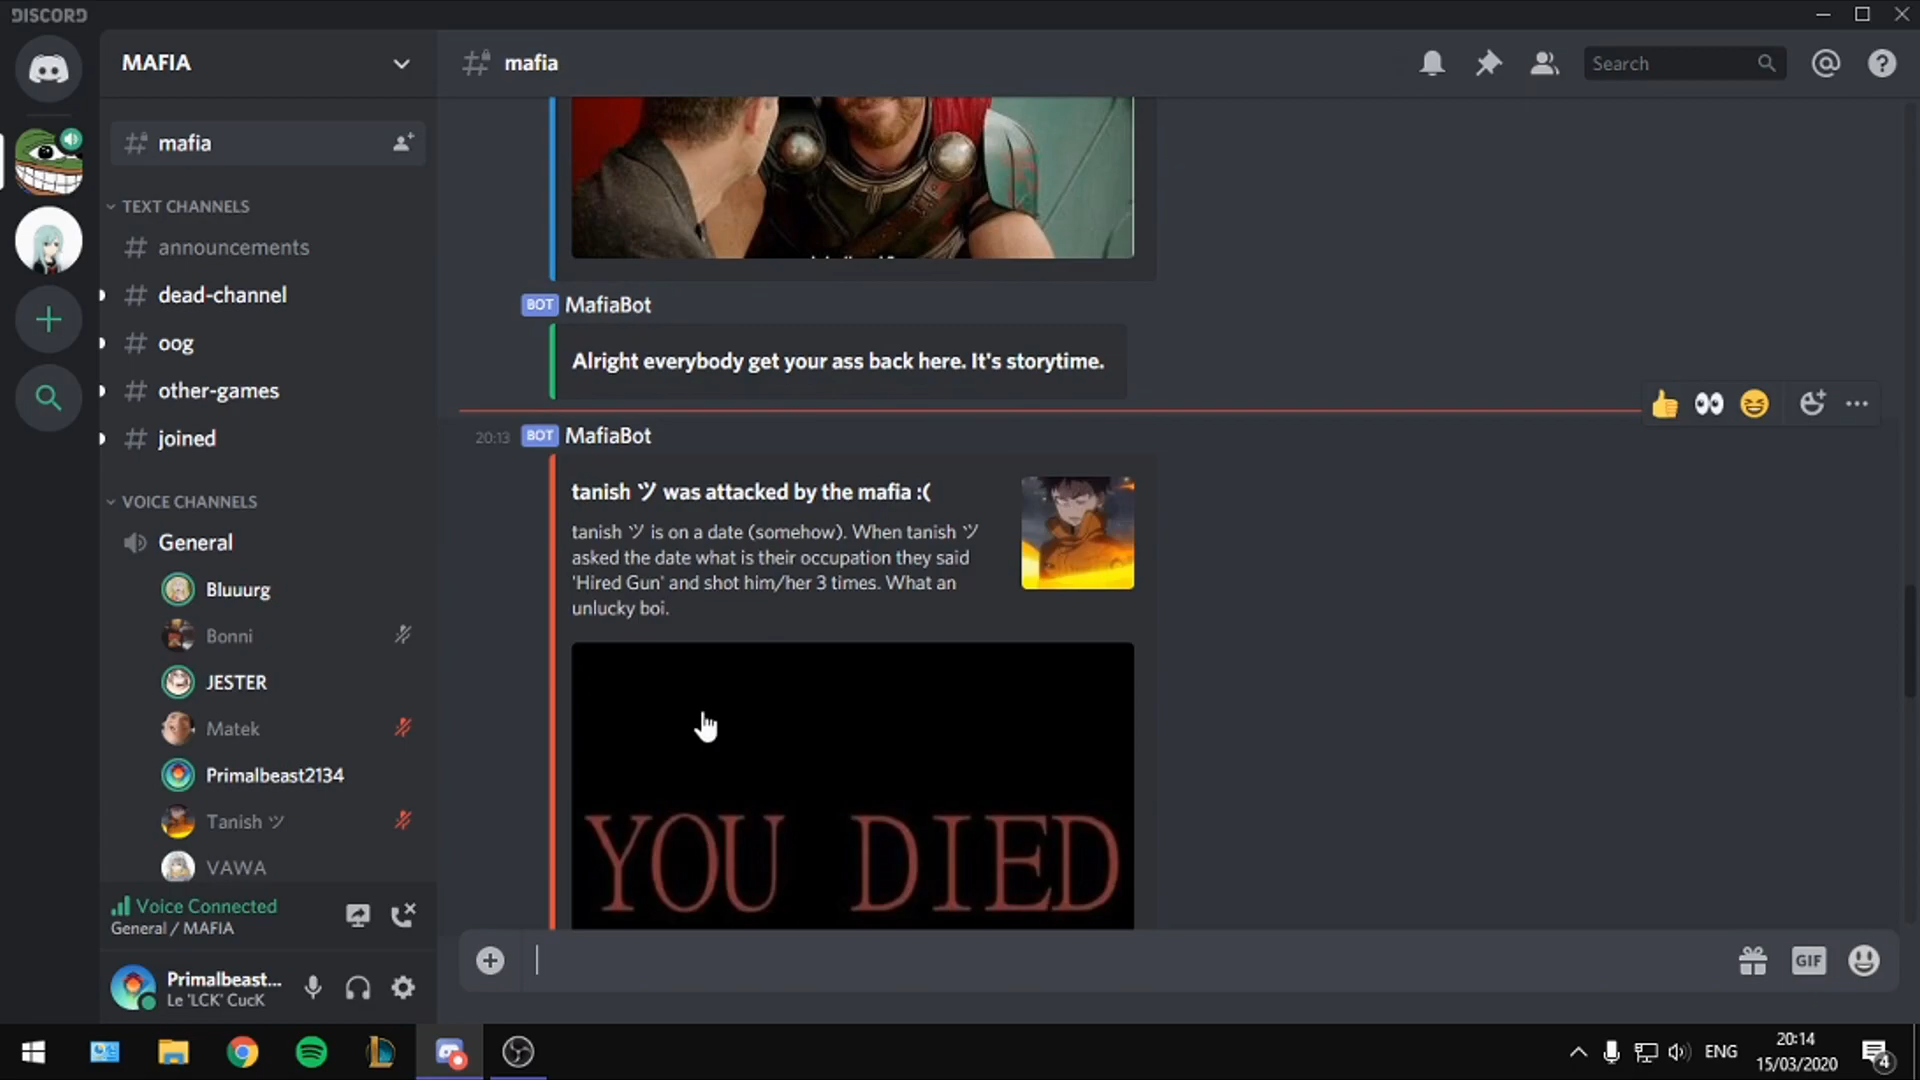 DISCORD
MAFIA
mafia
Search
mafia
TEXT CHANNELS
announcements
dead-channel
oog
other-games
joined
VOICE CHANNELS
General
Bluuurg
Bonni
JESTER
Matek
Primalbeast2134
Tanish ツ
VAWA
Voice Connected
General / MAFIA
Primalbeast...
Le 'LCK' CucK
BOT MafiaBot
Alright everybody get your ass back here. It's storytime.
20:13 BOT MafiaBot
tanish ツ was attacked by the mafia :(
tanish ツ is on a date (somehow). When tanish ツ
asked the date what is their occupation they said
'Hired Gun' and shot him/her 3 times. What an
unlucky boi.
YOU DIED
GIF
ENG
20:14
15/03/2020
4